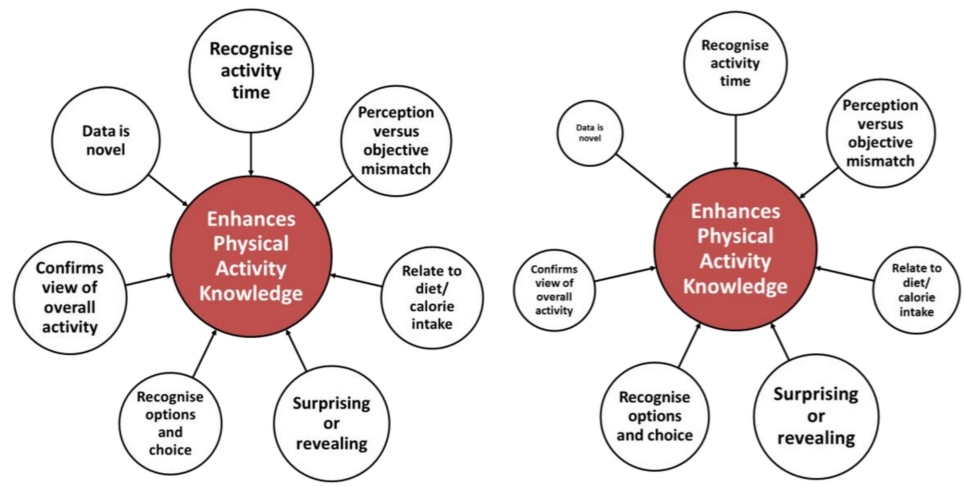 Recognise
activity
time
Data is
novel
Perception
versus
objective
mismatch
Enhances
Physical
Activity
Knowledge
Confirms
view of
overall
activity
Relate to
diet/
calorie
intake
Recognise
options
and
choice
Surprising
or
revealing
Recognise
activity
time
Data is
novel
Perception
versus
objective
mismatch
Enhances
Physical
Activity
Knowledge
Confirms
view of
overall
activity
Relate to
diet/
calorie
intake
Recognise
options
and choice
Surprising
or
revealing